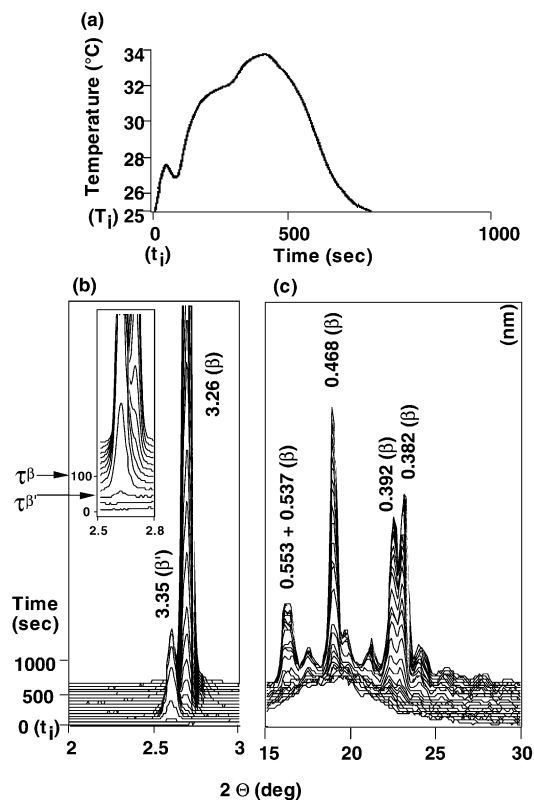 (a)
Temperature (°C)
34
32
30
28
26
(Ti) 25
0
500
1000
(ti)
Time (sec)
(b)
(c)
(nm)
3.26 (β)
3.35 (β')
τβ
τβ'
100
0
2.5
2.8
Time
(sec)
1000
500
0 (ti)
2
2.5
3
0.553 + 0.537 (β)
0.468 (β)
0.392 (β)
0.382 (β)
15
20
25
30
2 Θ (deg)